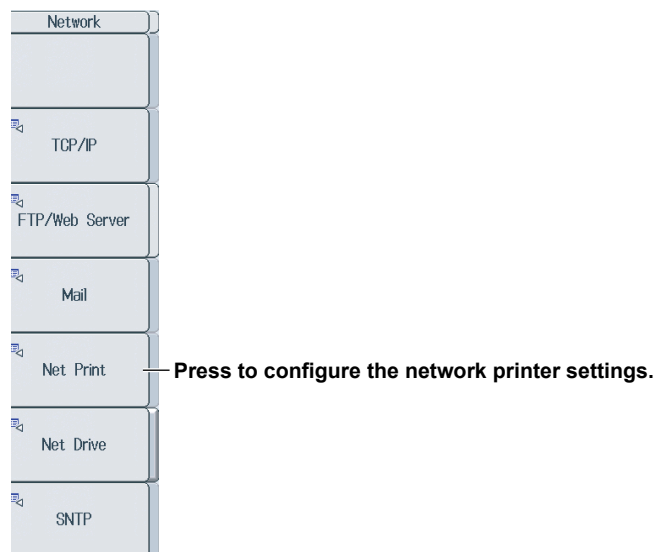 Network
TCP/IP
FTP/Web Server
Mail
Net Print
Press to configure the network printer settings.
Net Drive
SNTP